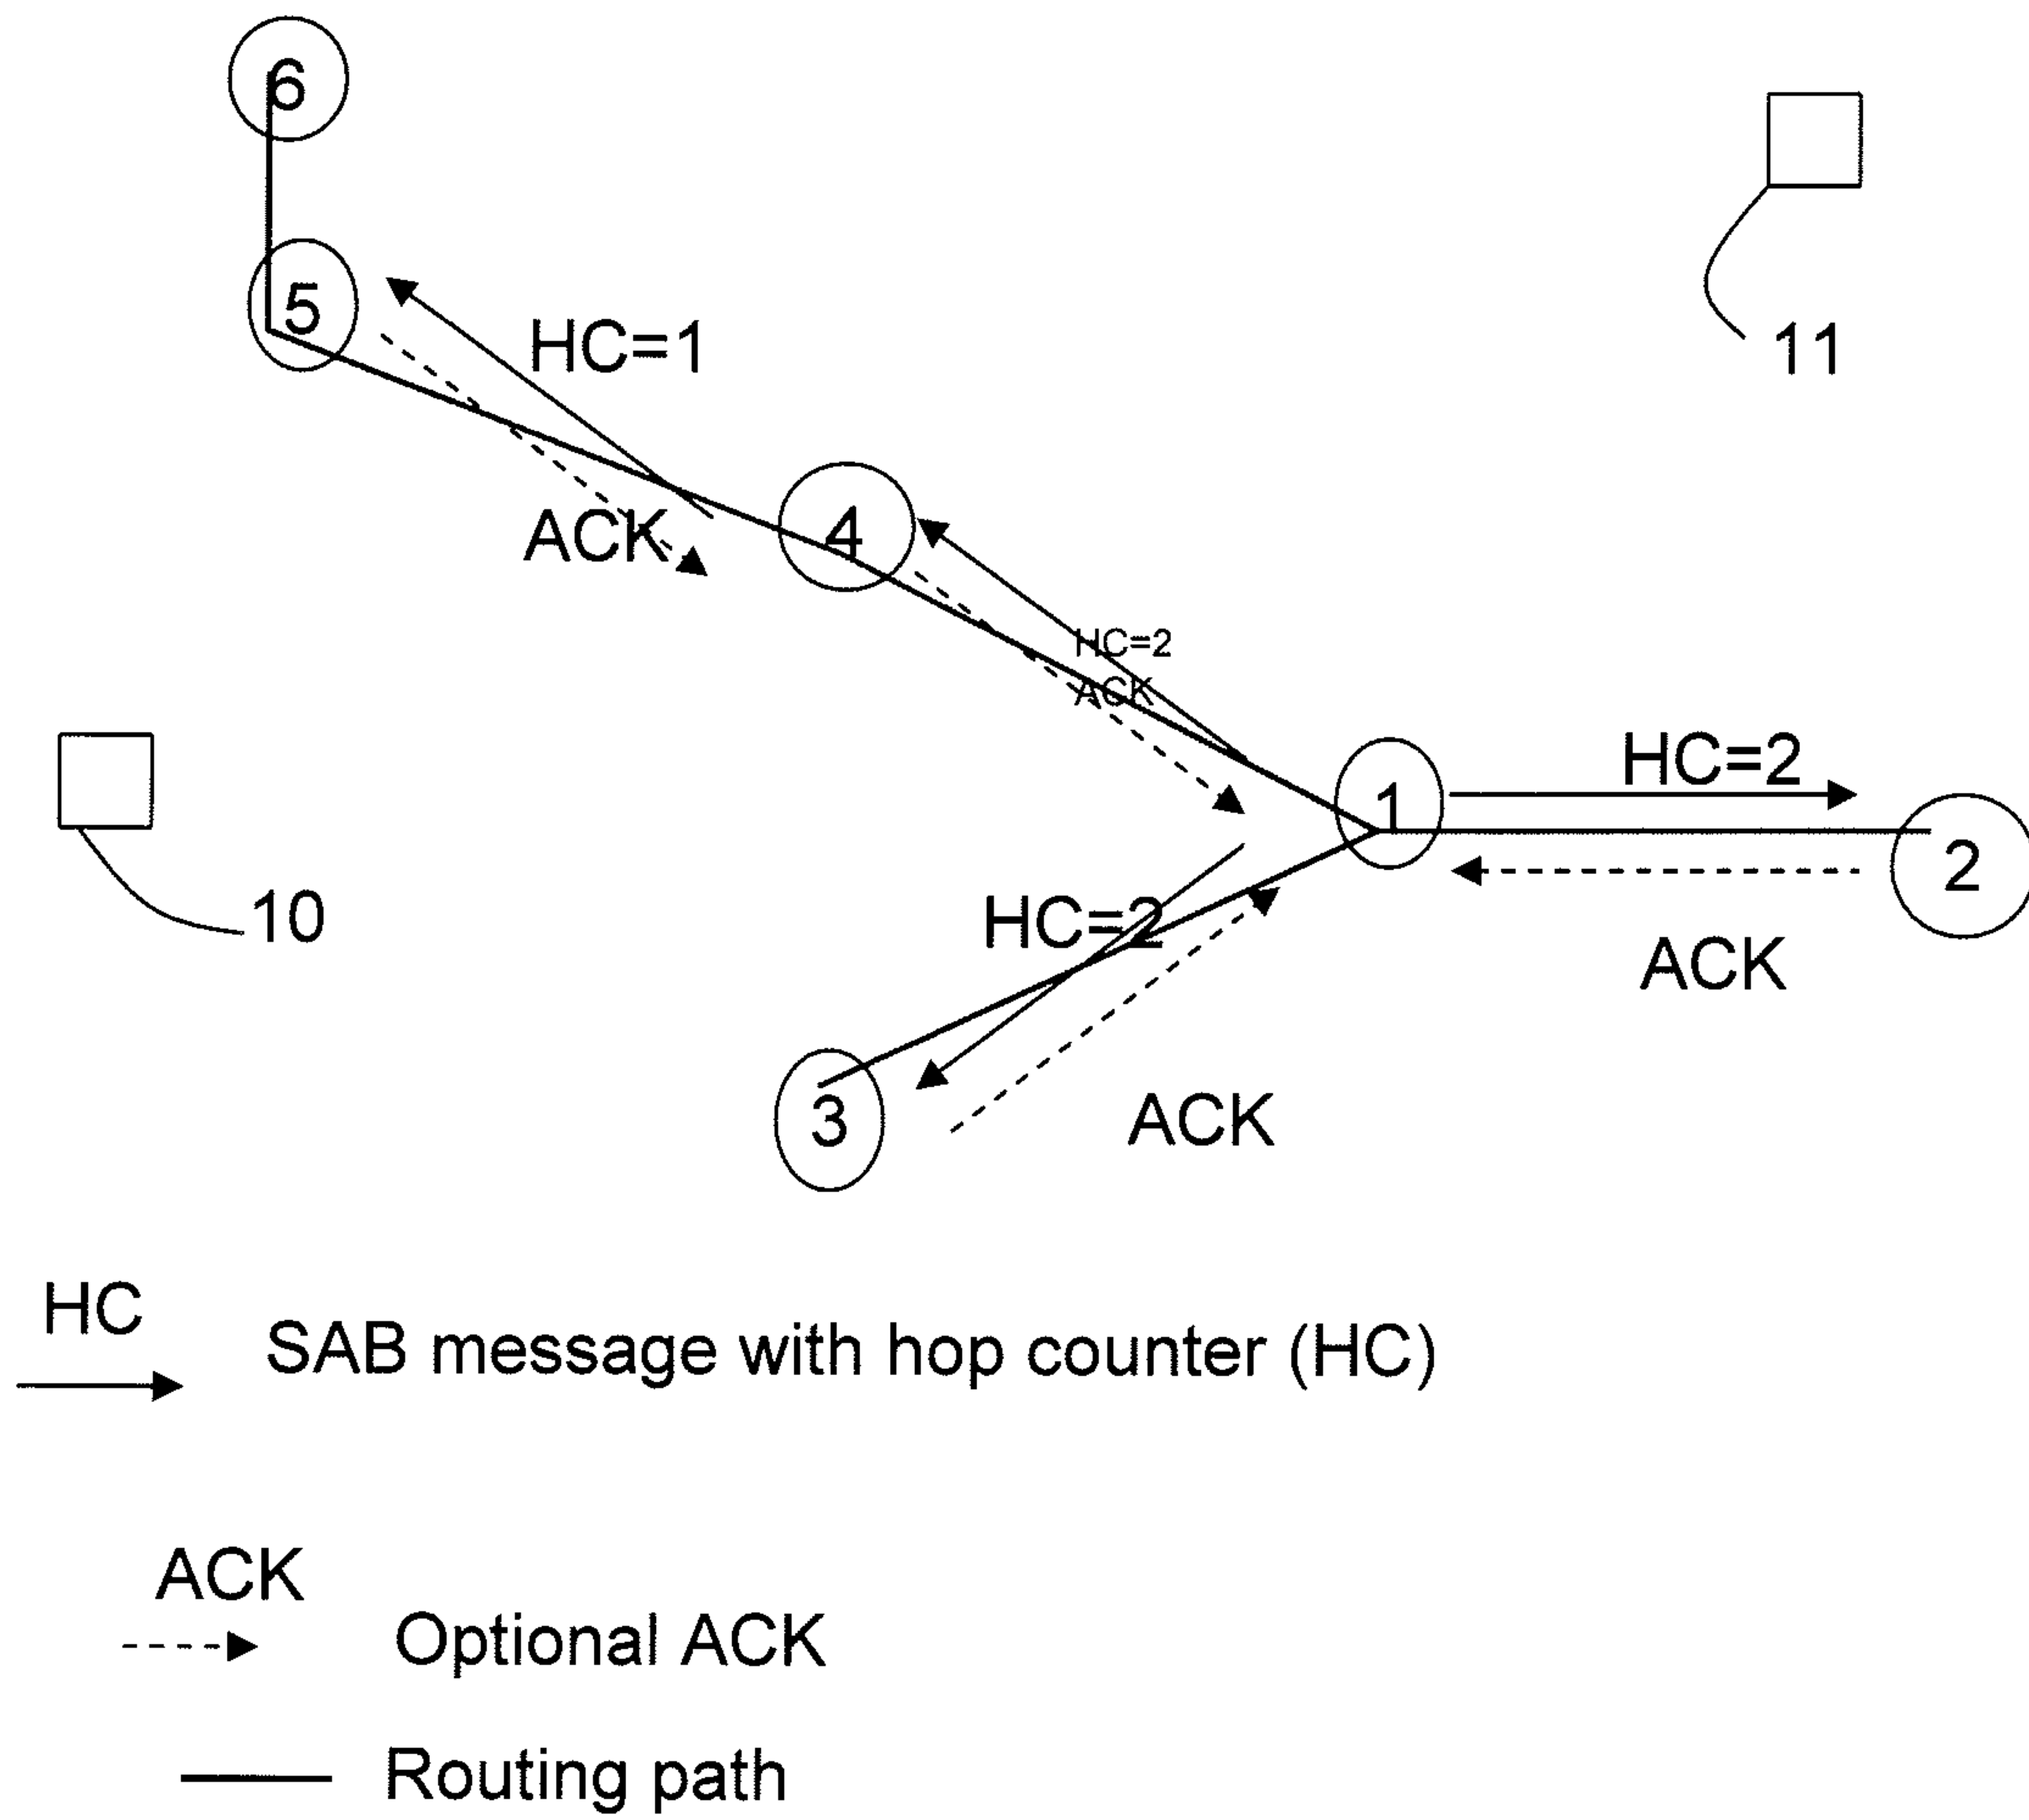 6
5
HC=1
11
ACK
4
HC=2
ACK
1
HC=2
2
10
HC=2
ACK
3
ACK
HC
SAB message with hop counter (HC)
ACK
Optional ACK
Routing path